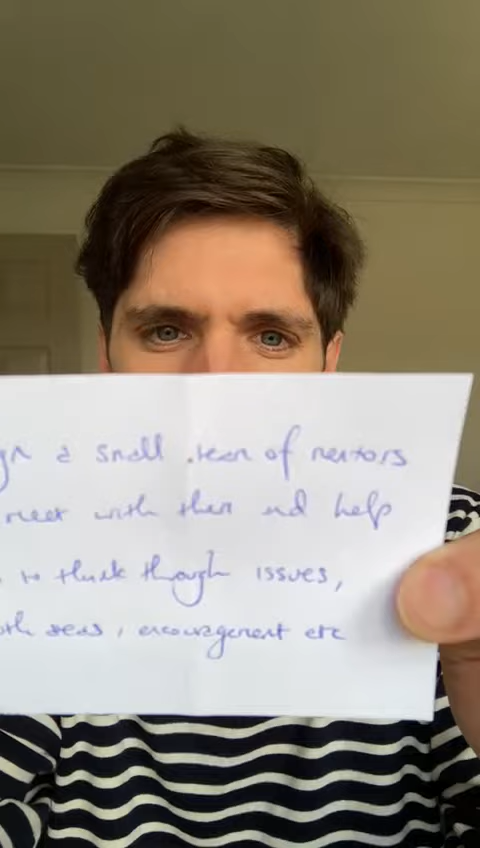 a small team of mentors
meet with them and help
to think through issues,
ideas, encouragement etc